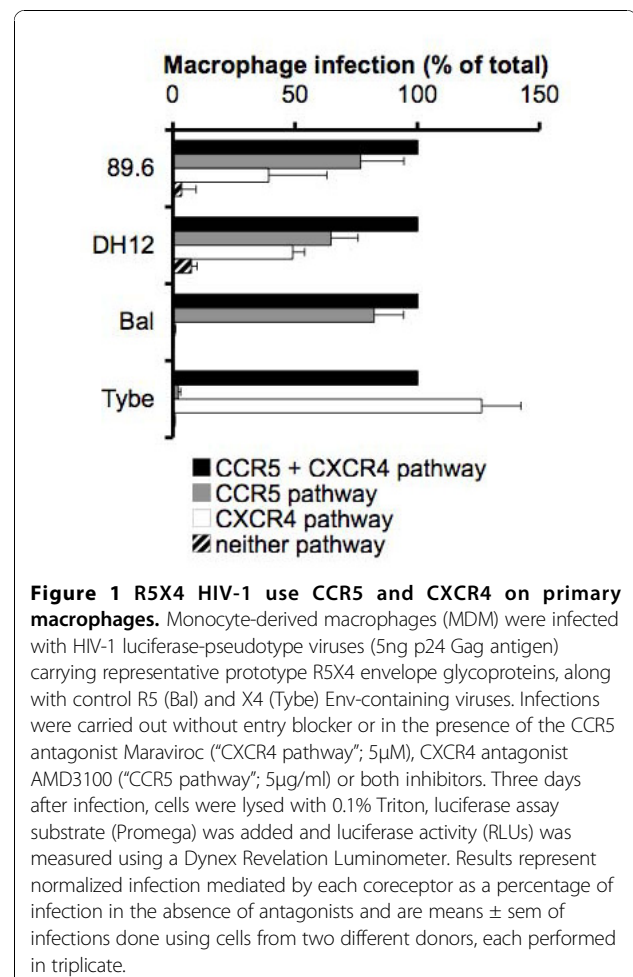 Macrophage infection (% of total)
0 50 100 150
89.6
DH12
Bal
Tybe
CCR5 + CXCR4 pathway
CCR5 pathway
CXCR4 pathway
neither pathway
Figure 1 R5X4 HIV-1 use CCR5 and CXCR4 on primary
macrophages. Monocyte-derived macrophages (MDM) were infected
with HIV-1 luciferase-pseudotype viruses (5ng p24 Gag antigen)
carrying representative prototype R5X4 envelope glycoproteins, along
with control R5 (Bal) and X4 (Tybe) Env-containing viruses. Infections
were carried out without entry blocker or in the presence of the CCR5
antagonist Maraviroc (“CXCR4 pathway”; 5μM), CXCR4 antagonist
AMD3100 (“CCR5 pathway”; 5μg/ml) or both inhibitors. Three days
after infection, cells were lysed with 0.1% Triton, luciferase assay
substrate (Promega) was added and luciferase activity (RLUs) was
measured using a Dynex Revelation Luminometer. Results represent
normalized infection mediated by each coreceptor as a percentage of
infection in the absence of antagonists and are means ± sem of
infections done using cells from two different donors, each performed
in triplicate.